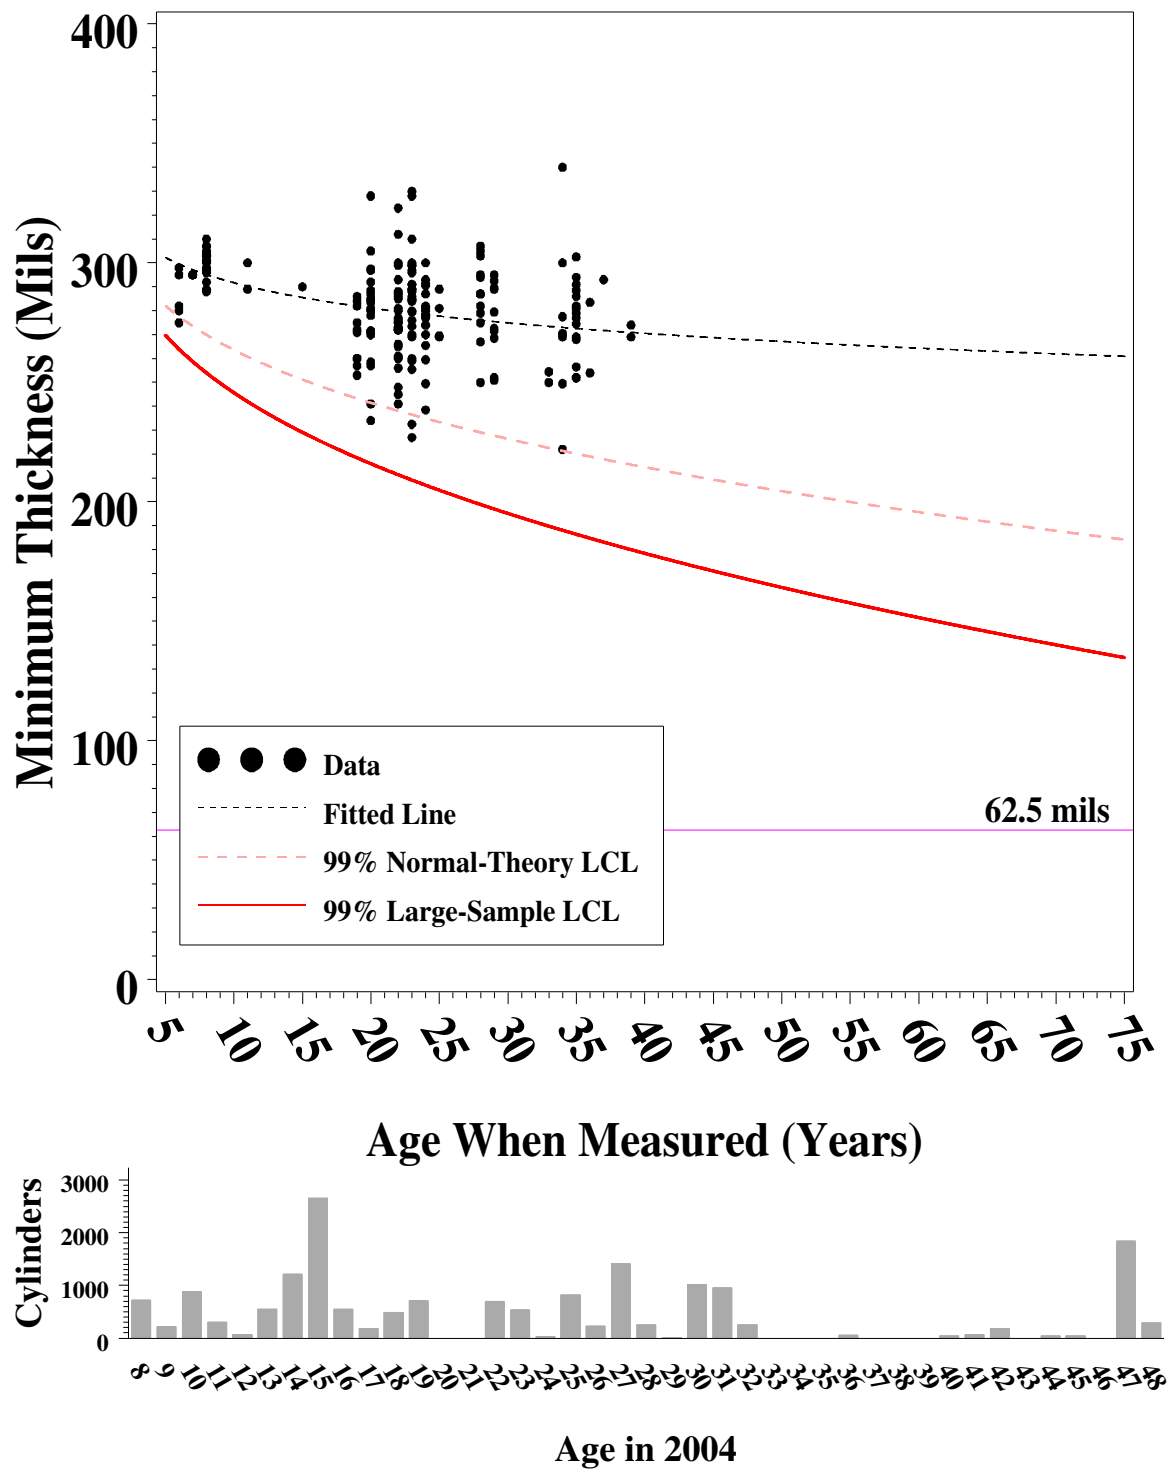 Minimum Thickness (Mils)
400
300
200
100
0
62.5 mils
Data
Fitted Line
99% Normal-Theory LCL
99% Large-Sample LCL
5 10 15 20 25 30 35 40 45 50 55 60 65 70 75
Age When Measured (Years)
Cylinders
3000
2000
1000
0
8 9 10 11 12 13 14 15 16 17 18 19 20 21 22 23 24 25 26 27 28 29 30 31 32 33 34 35 36 37 38 39 40 41 42 43 44 45 46 47 48
Age in 2004